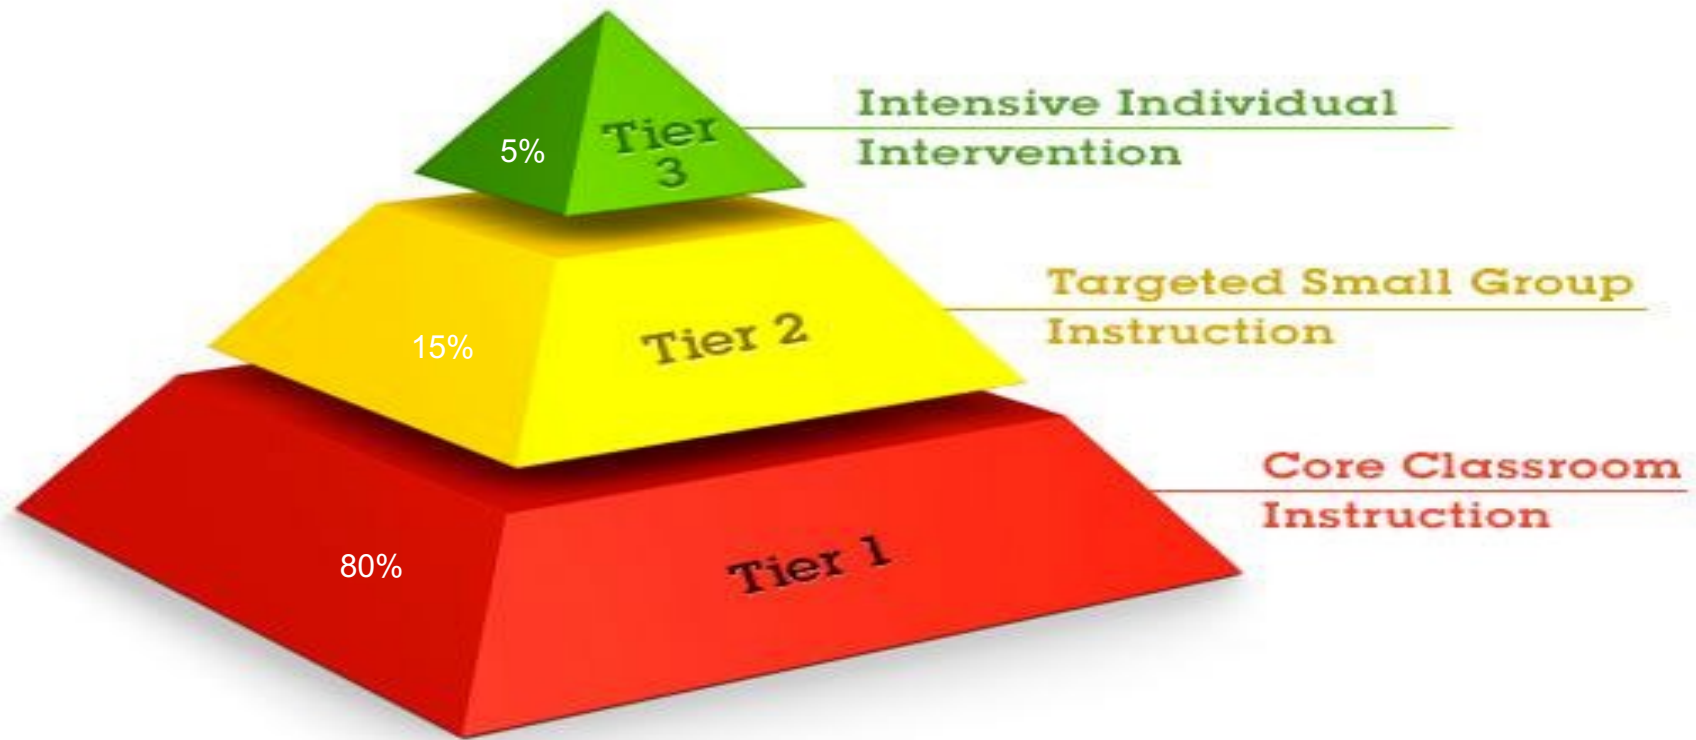 5%
Tier
3
Intensive Individual
Intervention
15%
Tier 2
Targeted Small Group
Instruction
80%
Tier 1
Core Classroom
Instruction